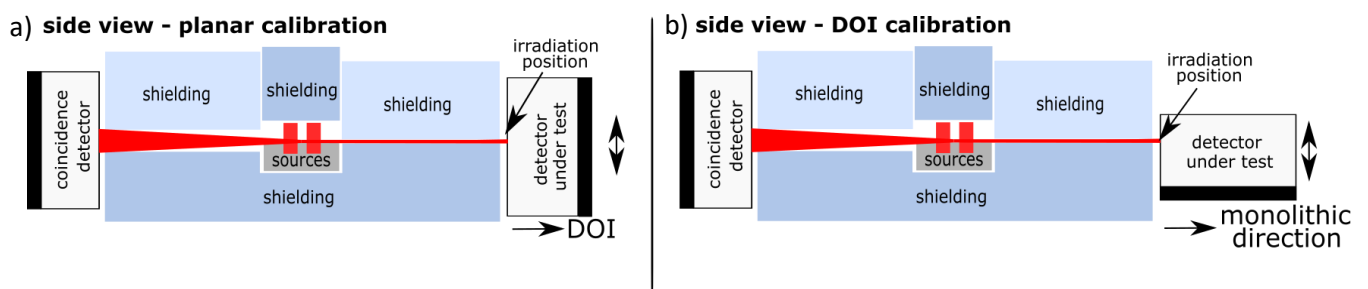 a) side view - planar calibration
irradiation
position
shielding
shielding
shielding
coincidence
detector
sources
detector
under test
shielding
DOI
b) side view - DOI calibration
irradiation
position
shielding
shielding
shielding
coincidence
detector
sources
detector
under test
shielding
monolithic
direction